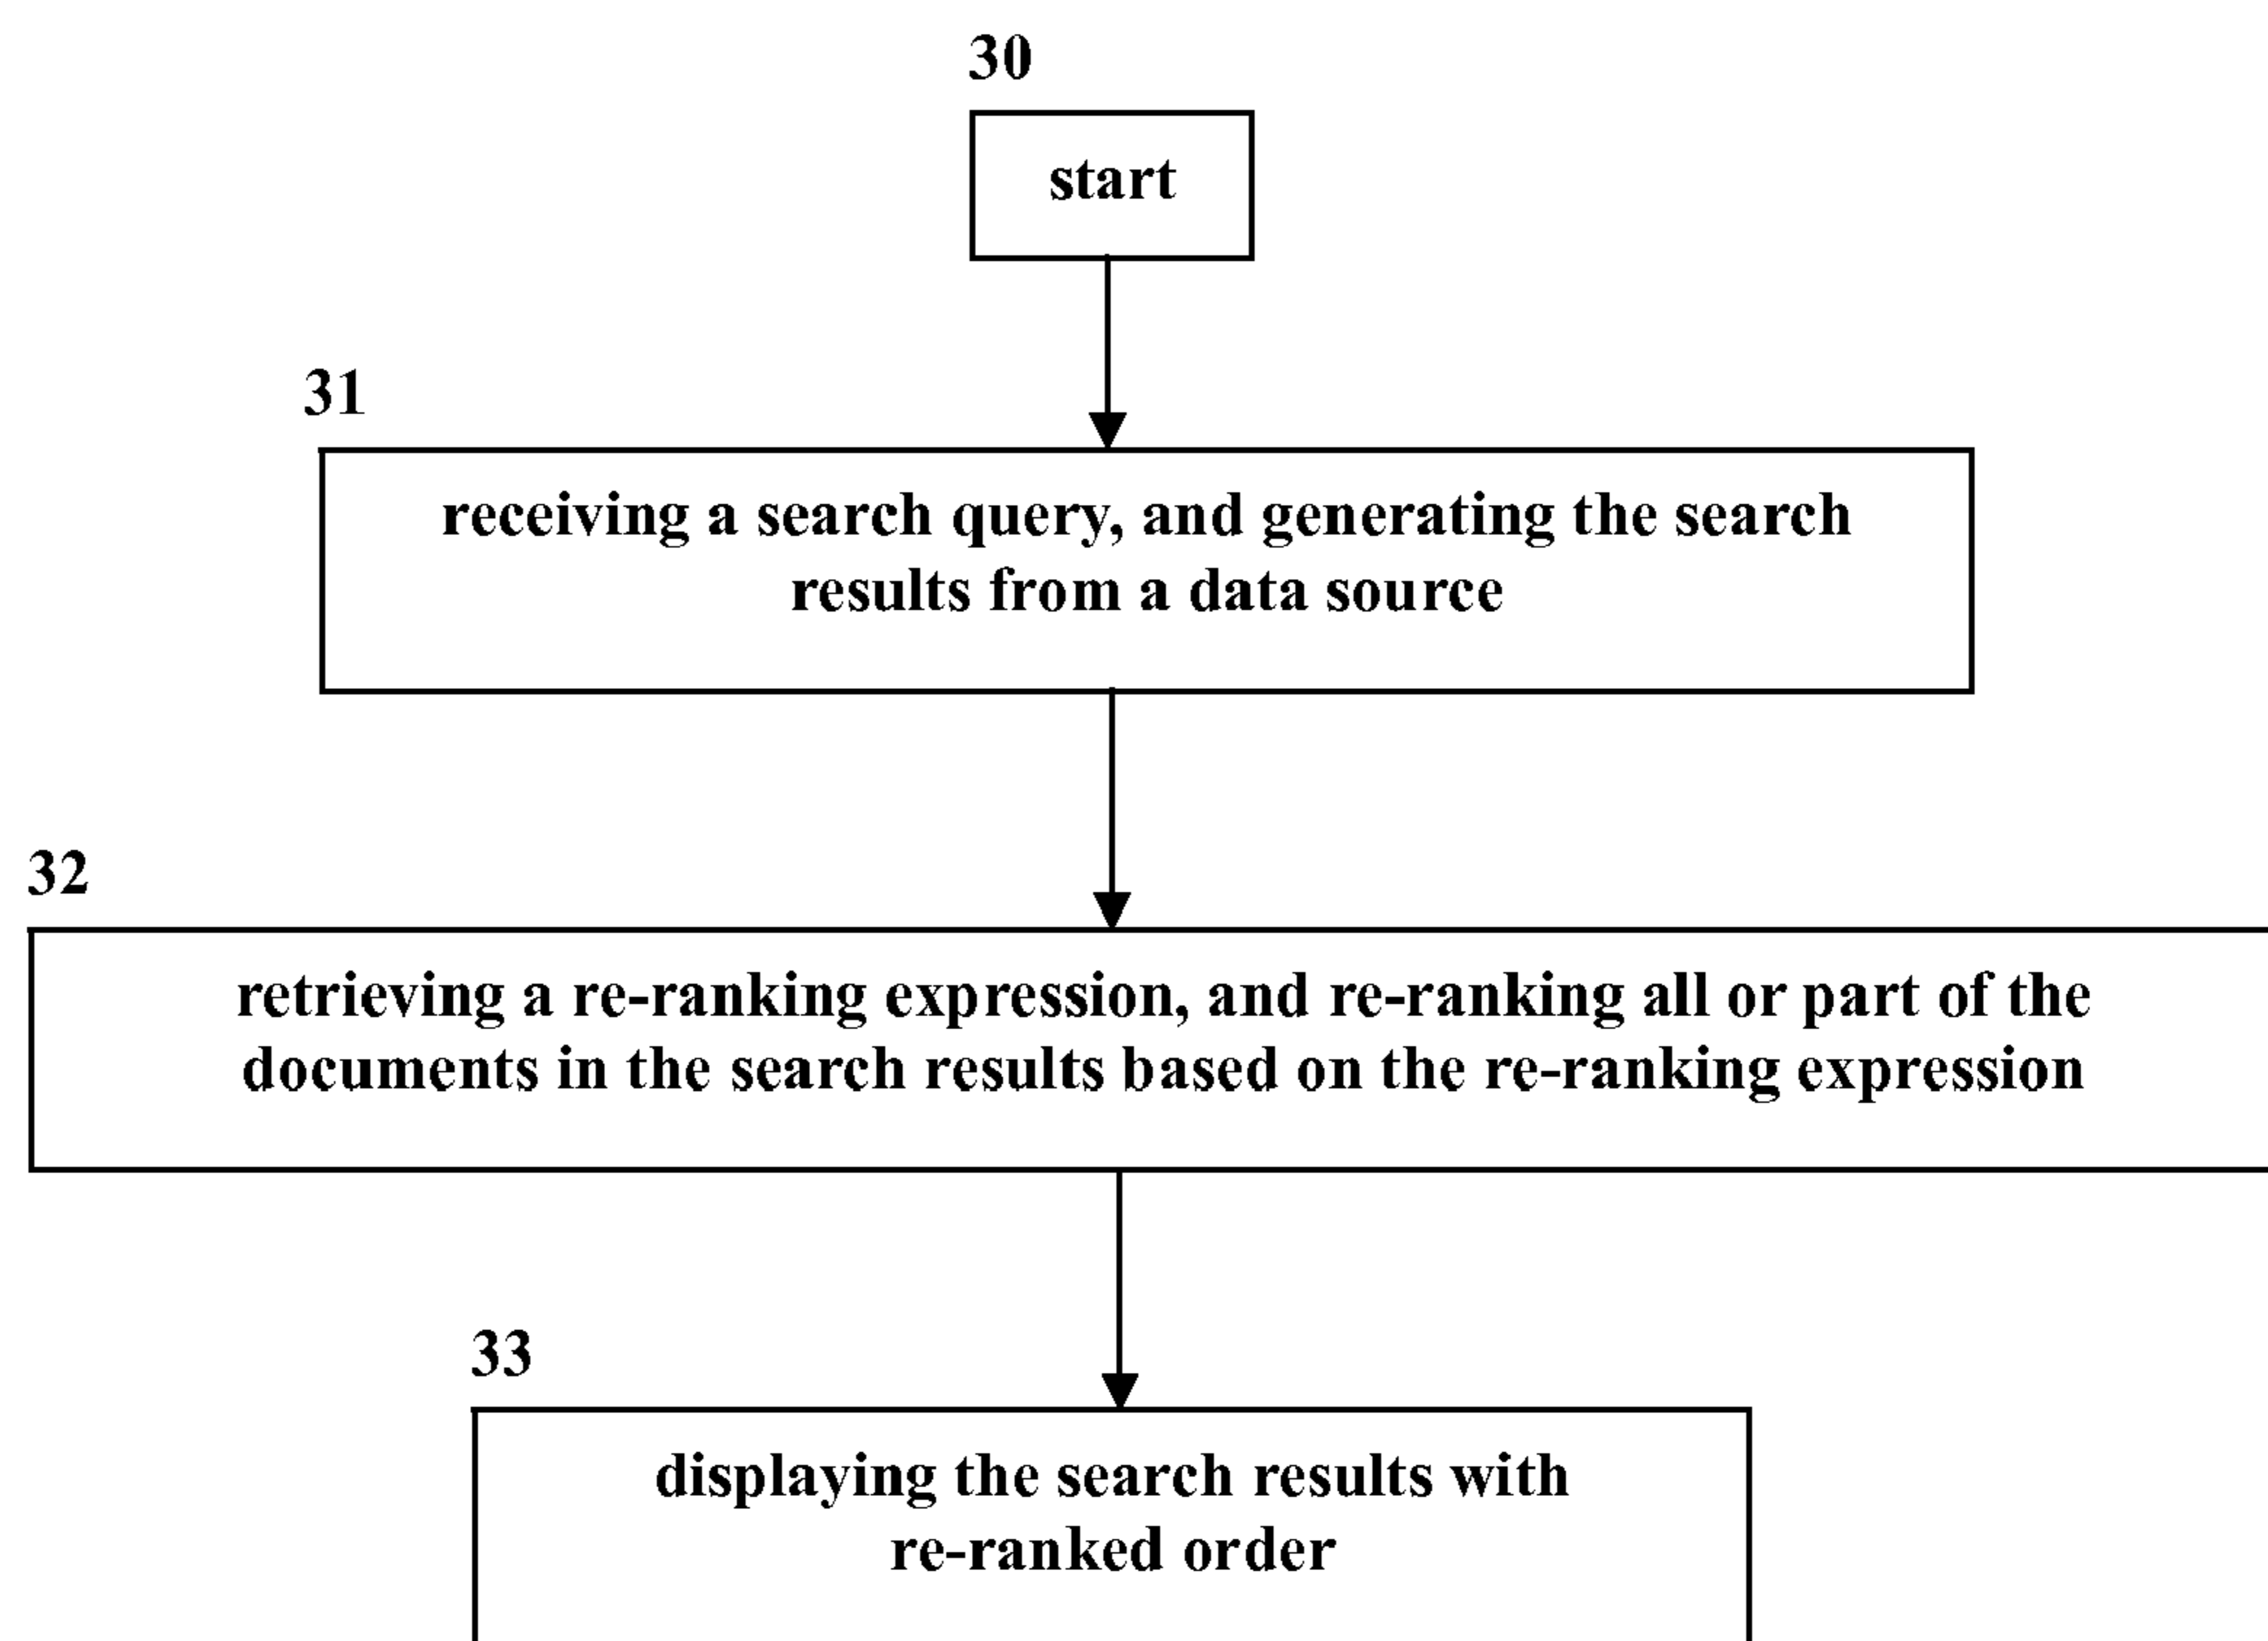 30
start
31
receiving a search query, and generating the search
results from a data source
32
retrieving a re-ranking expression, and re-ranking all or part of the
documents in the search results based on the re-ranking expression
33
displaying the search results with
re-ranked order